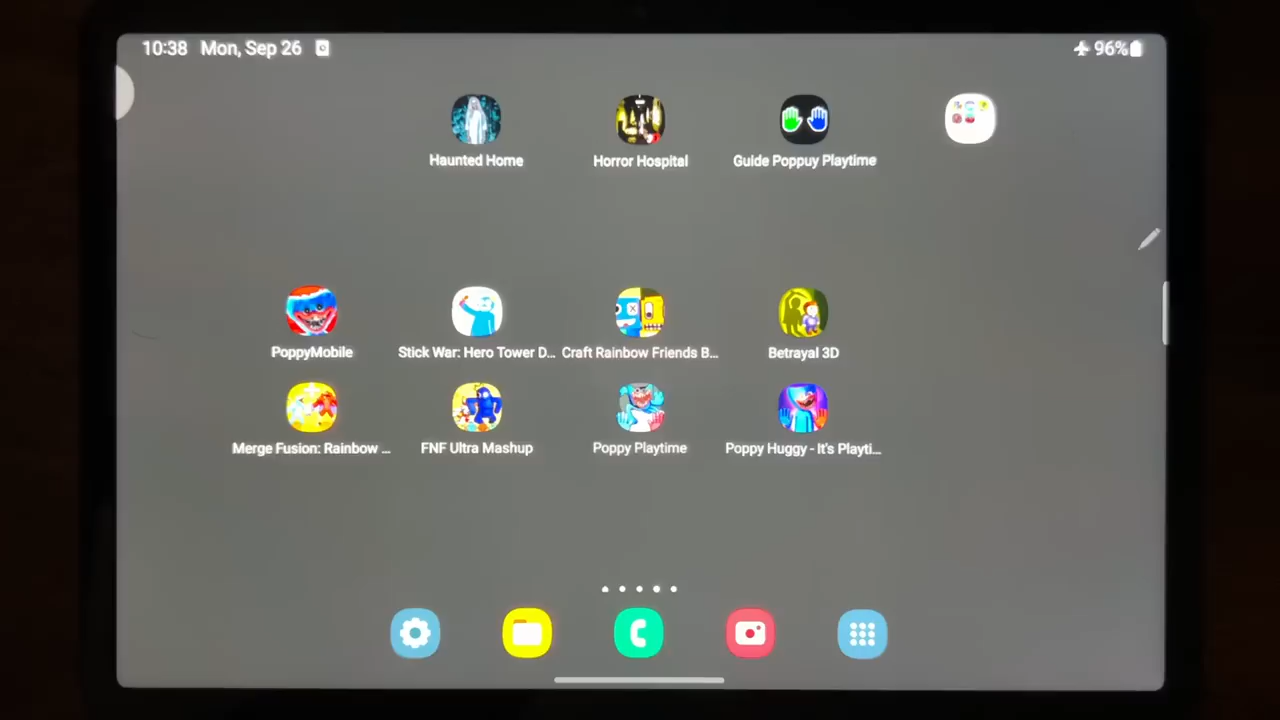 10:38 Mon, Sep 26 96%
Haunted Home Horror Hospital Guide Poppuy Playtime
PoppyMobile Stick War: Hero Tower D... Craft Rainbow Friends B... Betrayal 3D
Merge Fusion: Rainbow ... FNF Ultra Mashup Poppy Playtime Poppy Huggy - It's Playti...